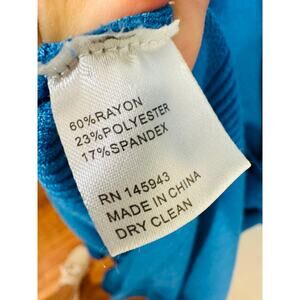 60%RAYON
23%POLYESTER
17%SPANDEX
RN 145943
MADE IN CHINA
DRY CLEAN